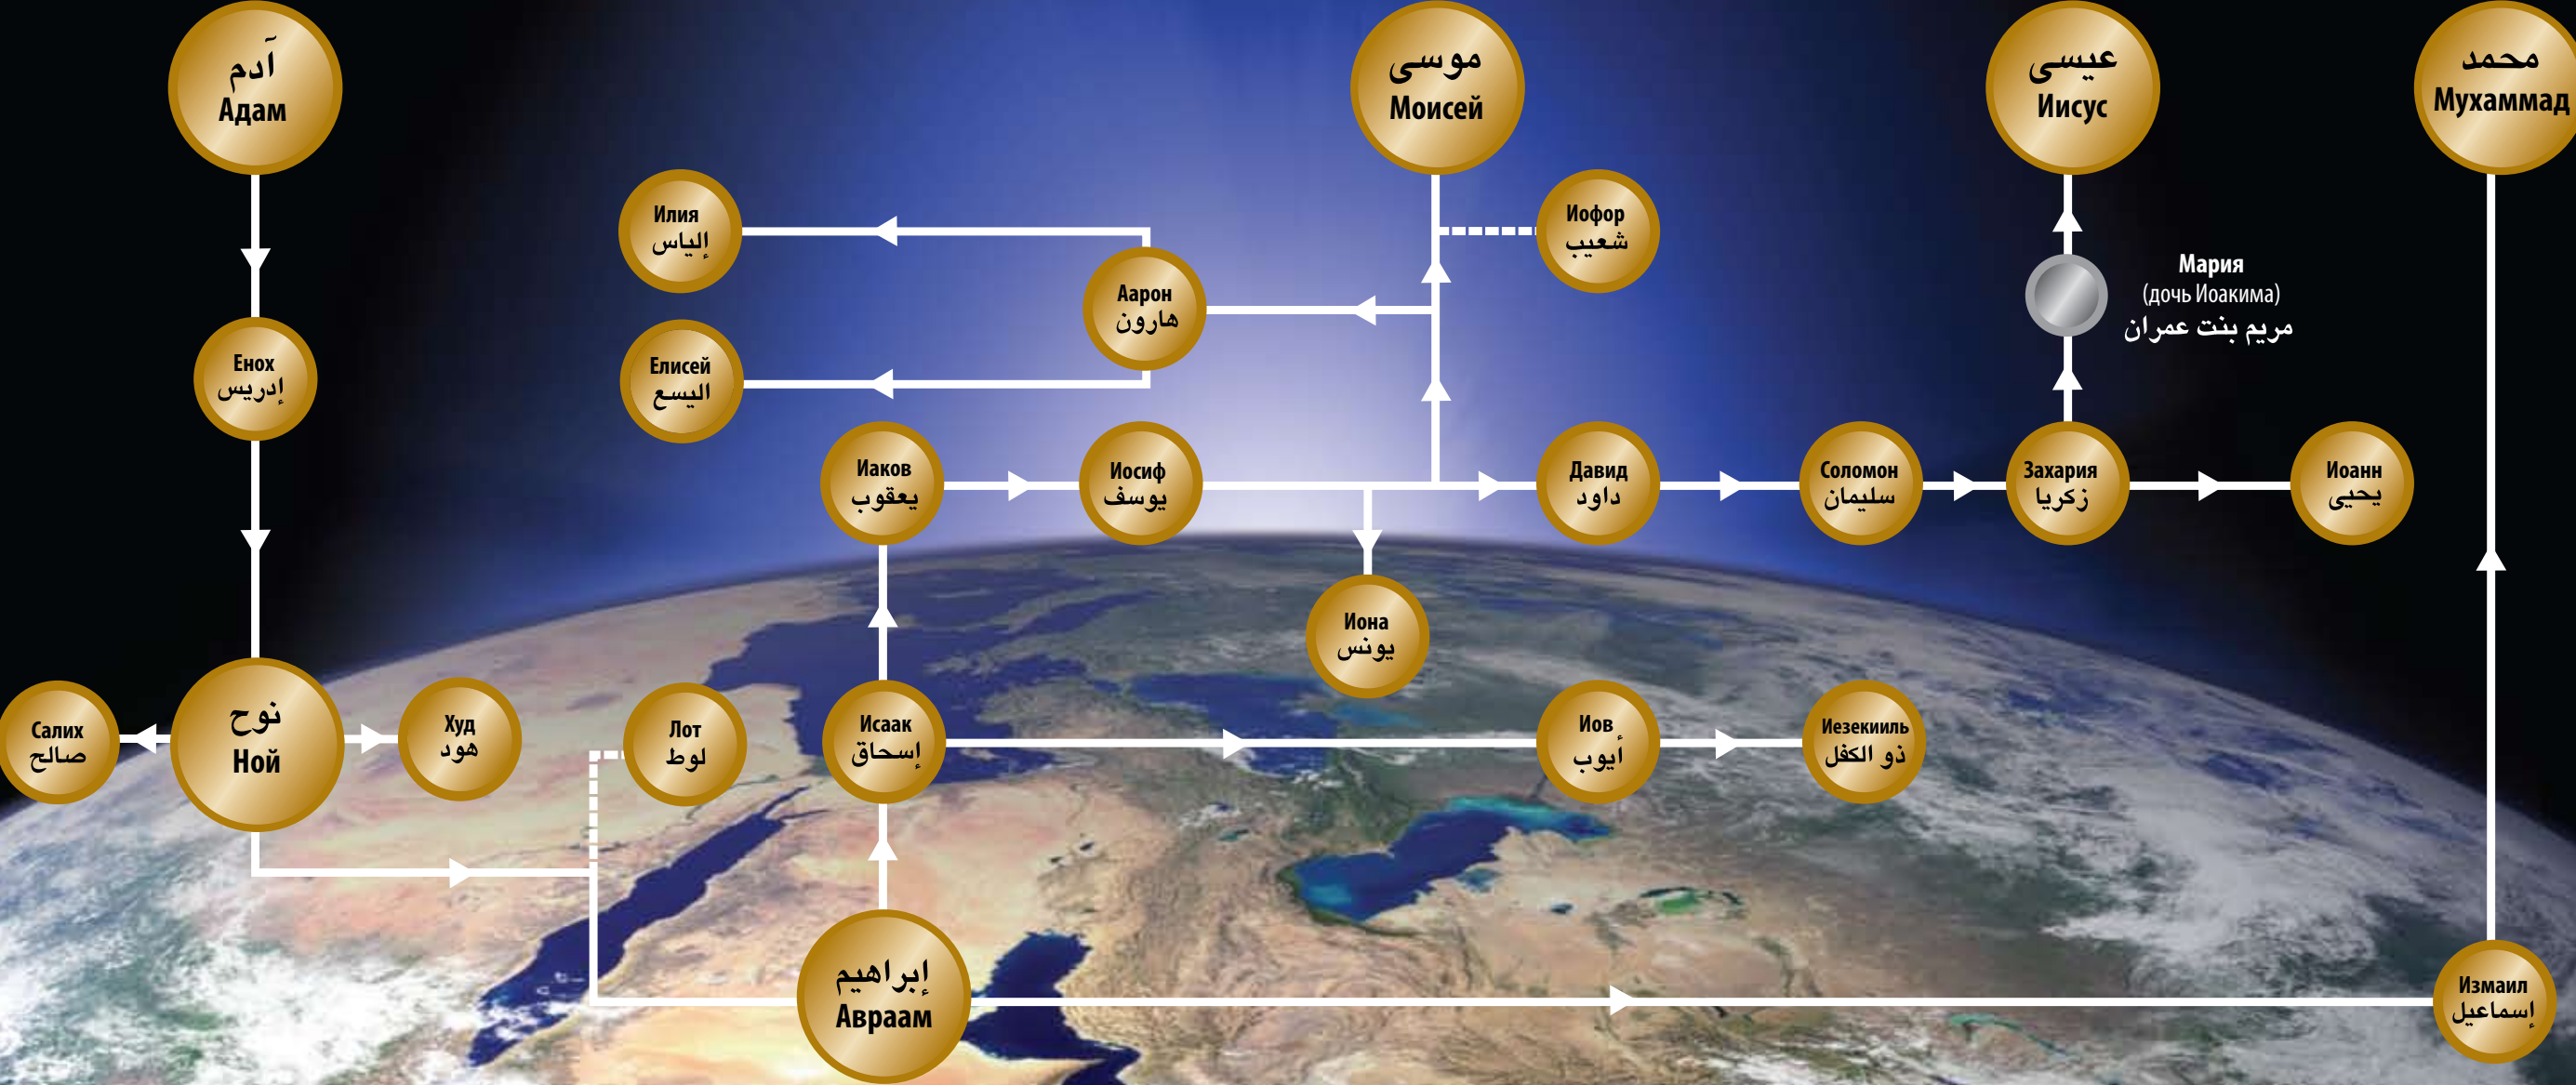 آدم
Адам
موسى
Моисей
عيسى
Иисус
محمد
Мухаммад
Илия
إلياس
Иофор
شعيب
Аарон
هارون
Мария
(дочь Иоакима)
مريم بنت عمران
Енох
إدريس
Елисей
اليسع
Иаков
يعقوب
Иосиф
يوسف
Давид
داود
Соломон
سليمان
Захария
زكريا
Иоанн
يحيى
Иона
يونس
Салих
صالح
نوح
Ной
Худ
هود
Лот
لوط
Исаак
إسحاق
Иов
أيوب
Иезекииль
ذو الكفل
إبراهيم
Авраам
Измаил
إسماعيل